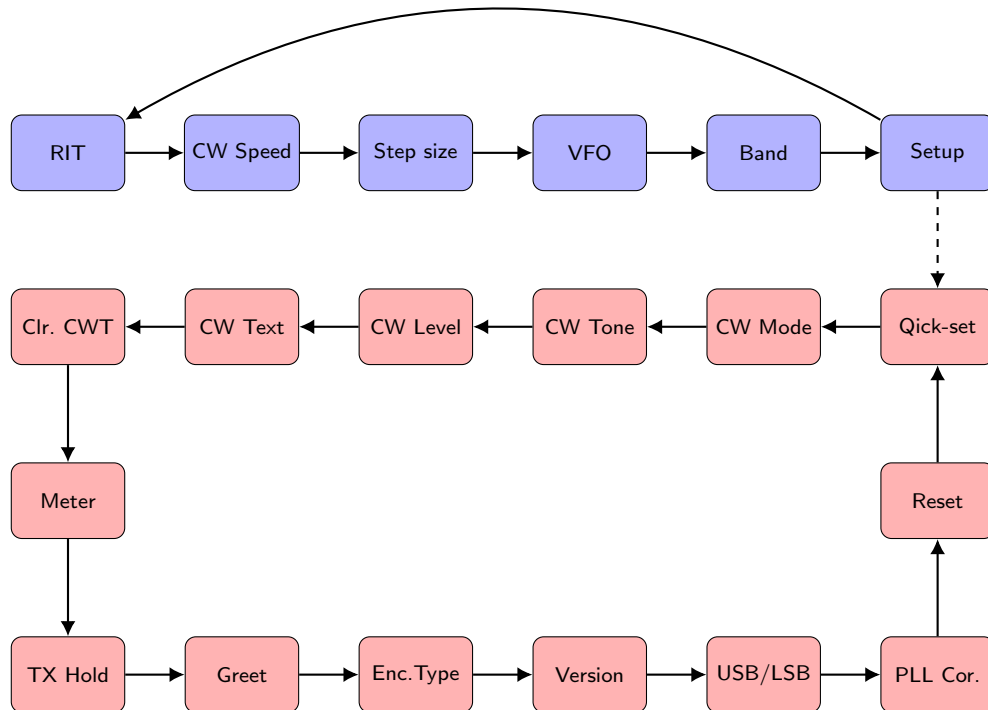 RIT
CW Speed
Step size
VFO
Band
Setup
Clr. CWT
CW Text
CW Level
CW Tone
CW Mode
Qick-set
Meter
Reset
TX Hold
Greet
Enc.Type
Version
USB/LSB
PLL Cor.